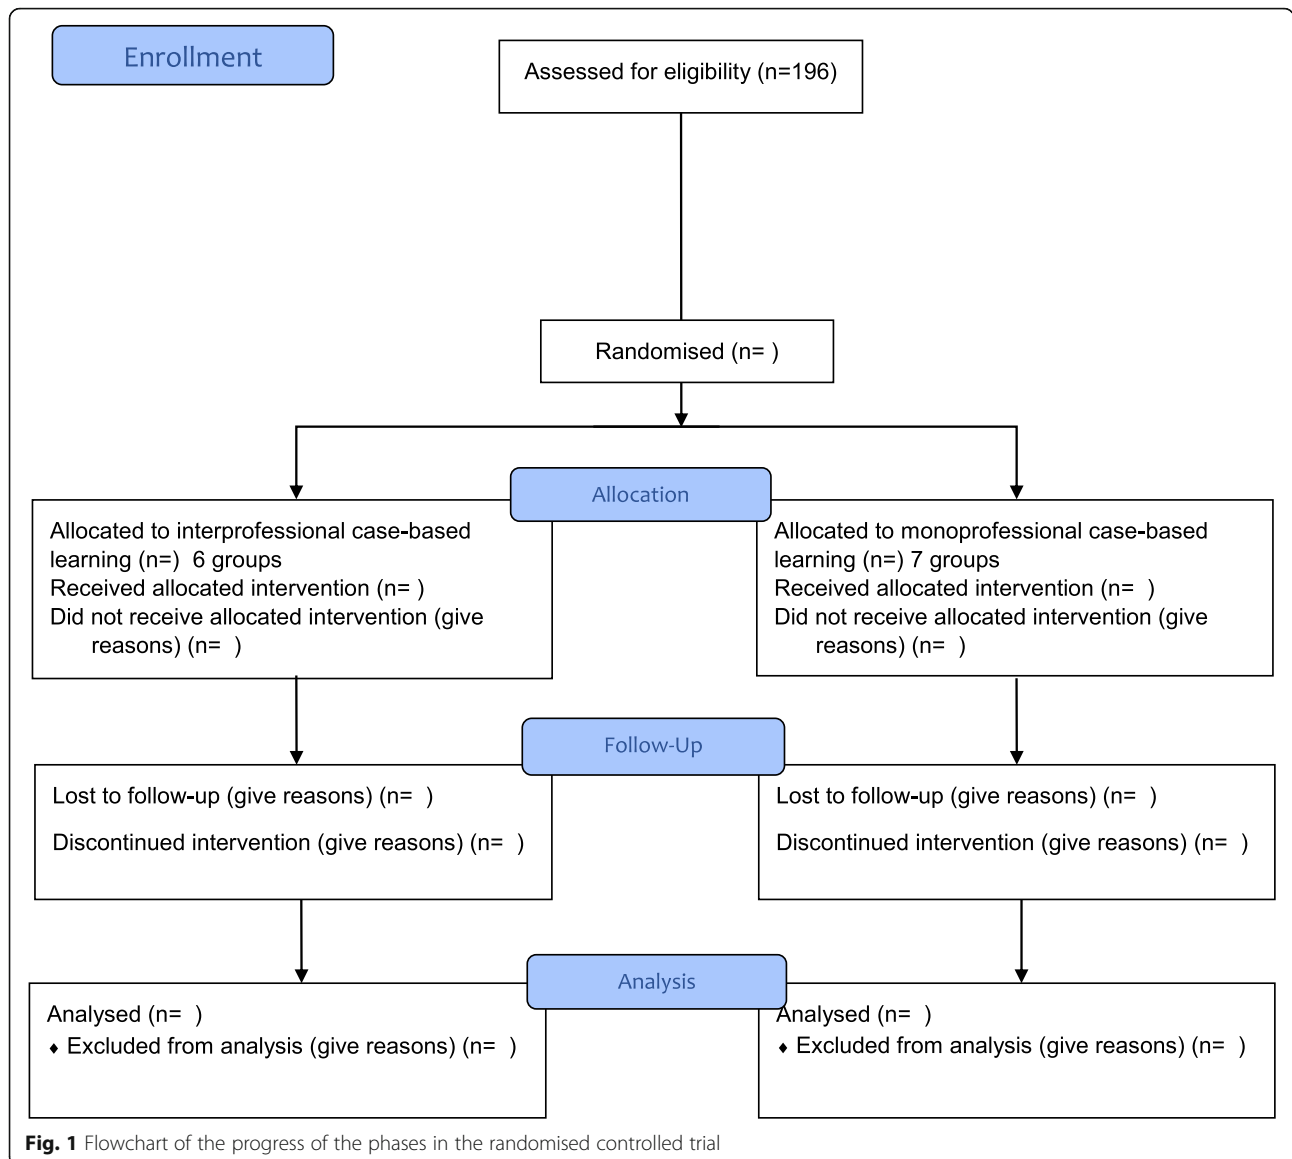 Enrollment
Assessed for eligibility (n=196)
Randomised (n= )
Allocation
Allocated to interprofessional case-based
learning (n=) 6 groups
Received allocated intervention (n= )
Did not receive allocated intervention (give
reasons) (n= )
Allocated to monoprofessional case-based
learning (n=) 7 groups
Received allocated intervention (n= )
Did not receive allocated intervention (give
reasons) (n= )
Follow-Up
Lost to follow-up (give reasons) (n= )
Discontinued intervention (give reasons) (n= )
Lost to follow-up (give reasons) (n= )
Discontinued intervention (give reasons) (n= )
Analysis
Analysed (n= )
♦ Excluded from analysis (give reasons) (n= )
Analysed (n= )
♦ Excluded from analysis (give reasons) (n= )
Fig. 1 Flowchart of the progress of the phases in the randomised controlled trial